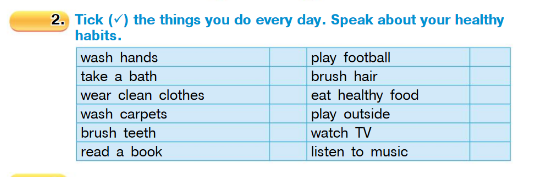 2. Tick (✓) the things you do every day. Speak about your healthy
habits.
wash hands play football
take a bath brush hair
wear clean clothes eat healthy food
wash carpets play outside
brush teeth watch TV
read a book listen to music